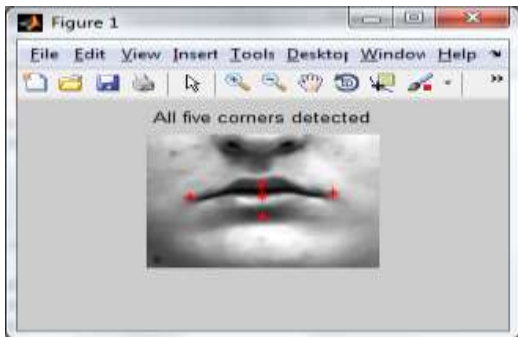 Figure 1
File Edit View Insert Tools Desktop Window Help
All five corners detected